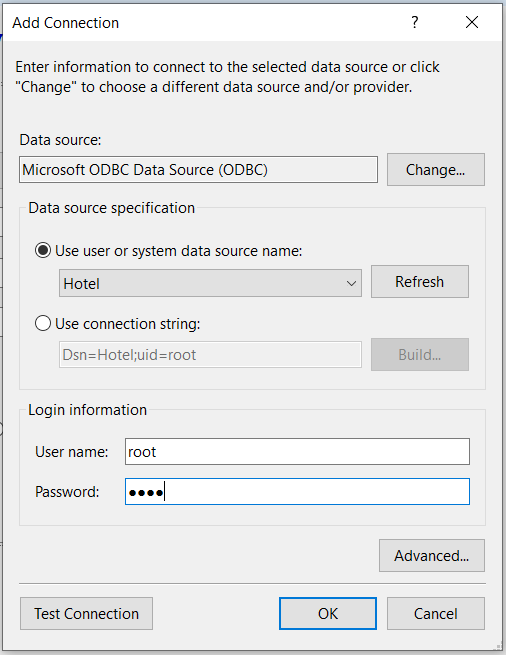 Add Connection
?
Enter information to connect to the selected data source or click
"Change" to choose a different data source and/or provider.
Data source:
Microsoft ODBC Data Source (ODBC)
Change...
Data source specification
Use user or system data source name:
Hotel
Refresh
Use connection string:
Dsn=Hotel;uid=root
Build...
Login information
User name:
root
Password:
●●●●
Advanced...
Test Connection
OK
Cancel